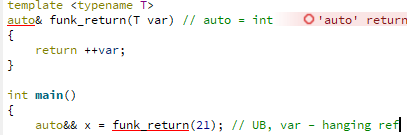 template <typename T>
auto& funk_return(T var) // auto = int 'auto' return
{
return ++var;
}
int main()
{
auto&& x = funk_return(21); // UB, var – hanging ref